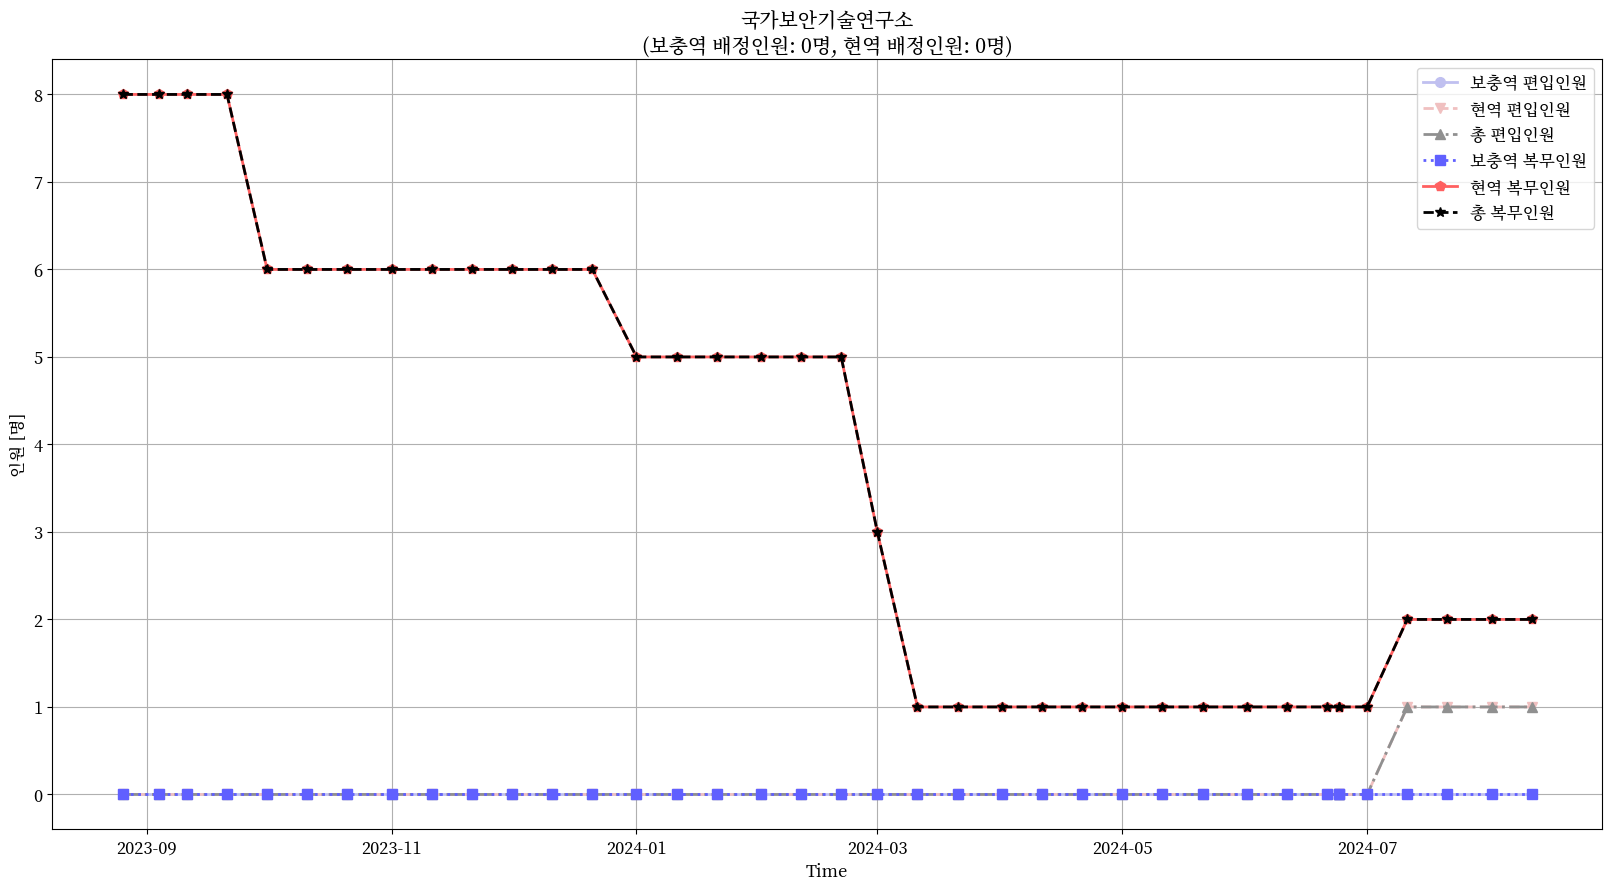 국가보안기술연구소
(보충역 배정인원: 0명, 현역 배정인원: 0명)
보충역 편입인원
현역 편입인원
총 편입인원
보충역 복무인원
현역 복무인원
총 복무인원
인원 [명]
8
7
6
5
4
3
2
1
0
2023-09
2023-11
2024-01
2024-03
2024-05
2024-07
Time